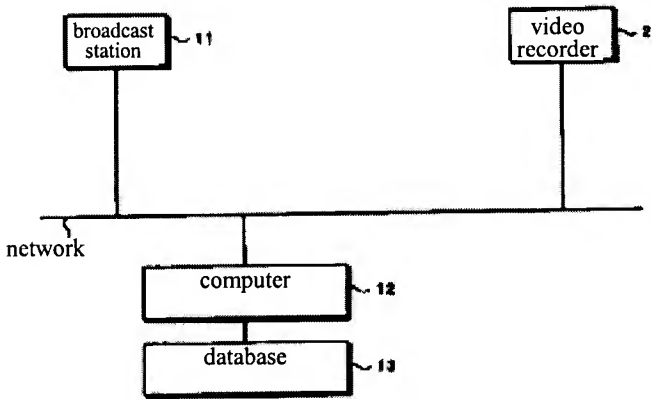 broadcast
station
11
video
recorder
2
network
computer
12
database
13